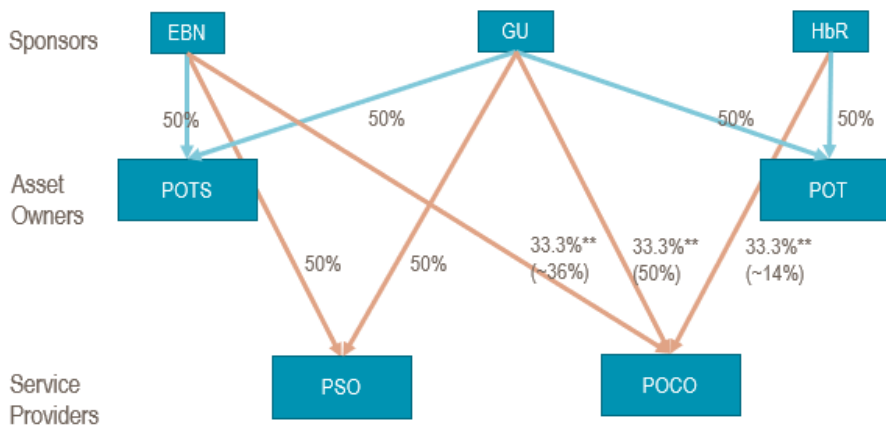 Sponsors
EBN
GU
HbR
50%
50%
50%
50%
Asset
Owners
POTS
POT
50%
50%
33.3%**
(~36%)
33.3%**
(50%)
33.3%**
(~14%)
Service
Providers
PSO
POCO